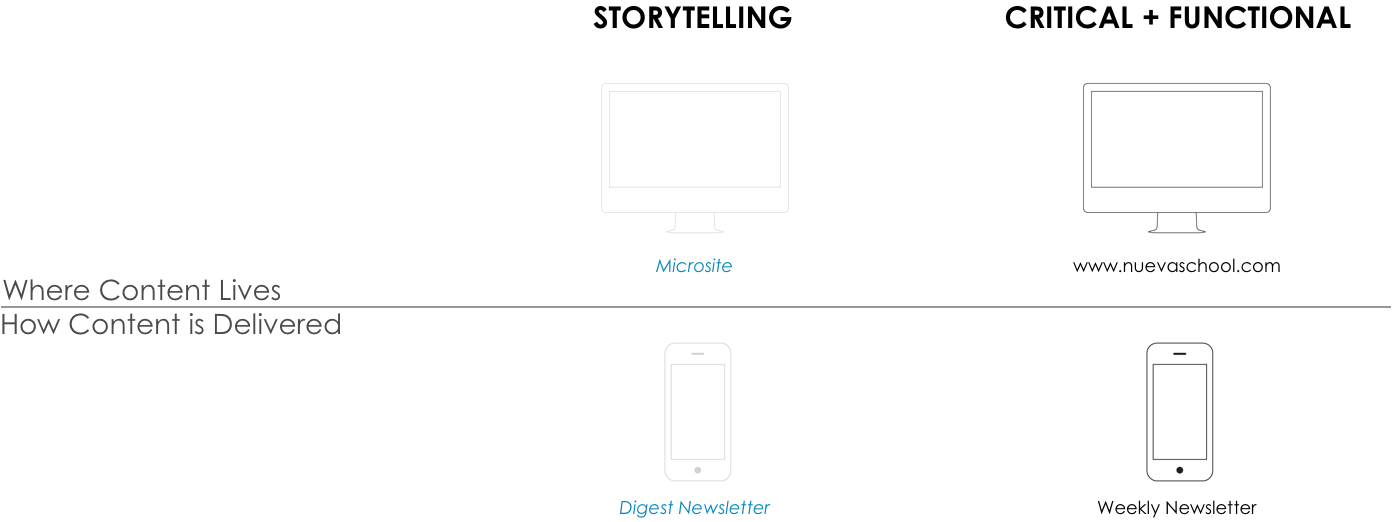 STORYTELLING
CRITICAL + FUNCTIONAL
Microsite
www.nuevaschool.com
Where Content Lives
How Content is Delivered
Digest Newsletter
Weekly Newsletter